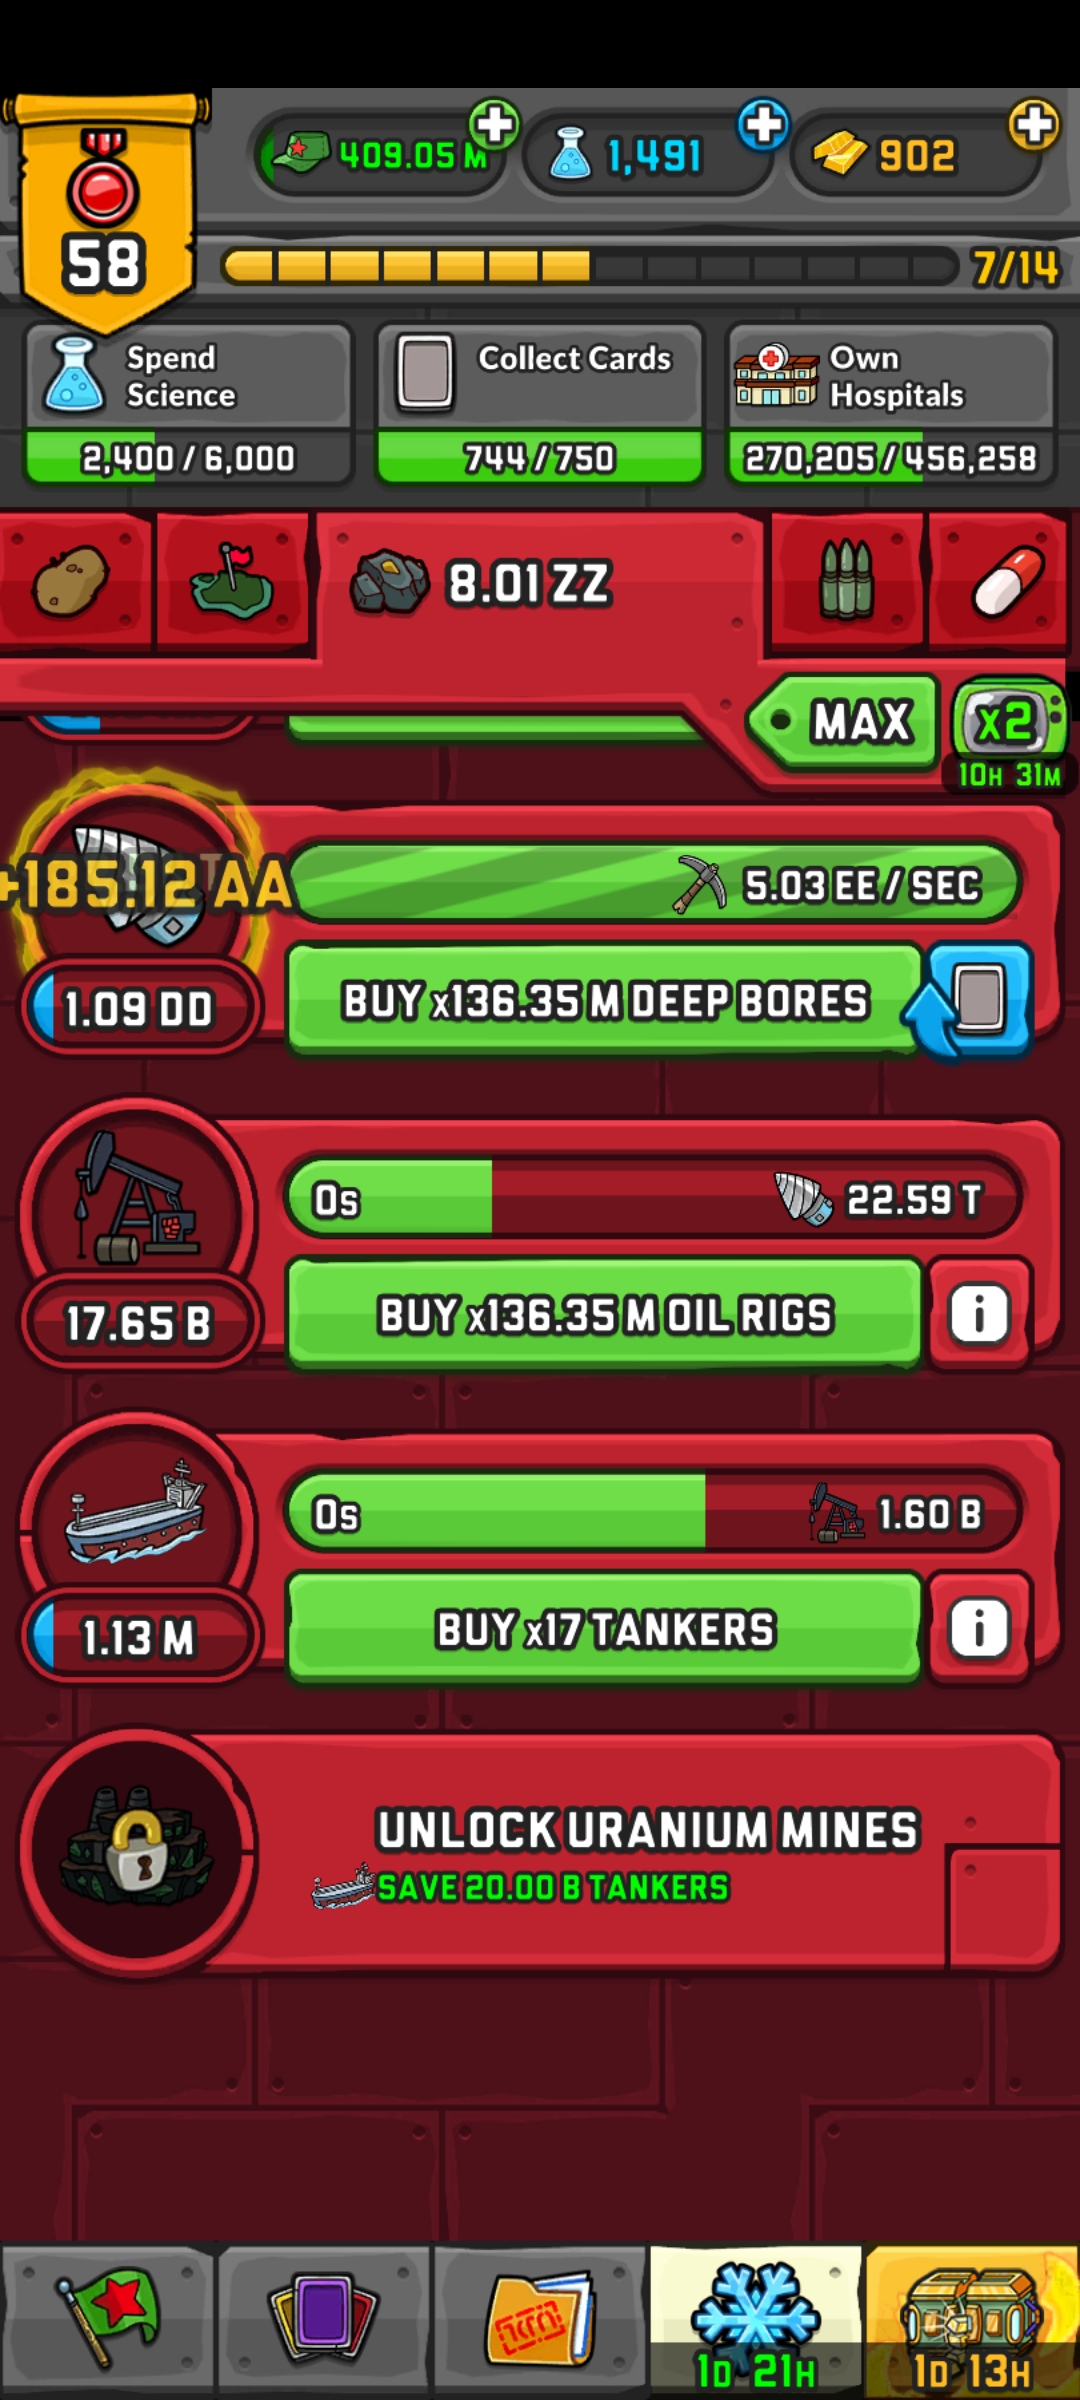 409.05 M
1,491
902
58
7/14
Spend
Science
2,400 / 6,000
Collect Cards
744 / 750
Own
Hospitals
270,205 / 456,258
8.01 ZZ
MAX
x2
10H 31M
+185.12 AA
5.03 EE / SEC
1.09 DD
BUY x136.35 M DEEP BORES
0s
22.59 T
17.65 B
BUY x136.35 M OIL RIGS
i
0s
1.60 B
1.13 M
BUY x17 TANKERS
i
UNLOCK URANIUM MINES
SAVE 20.00 B TANKERS
1D 21H
1D 13H